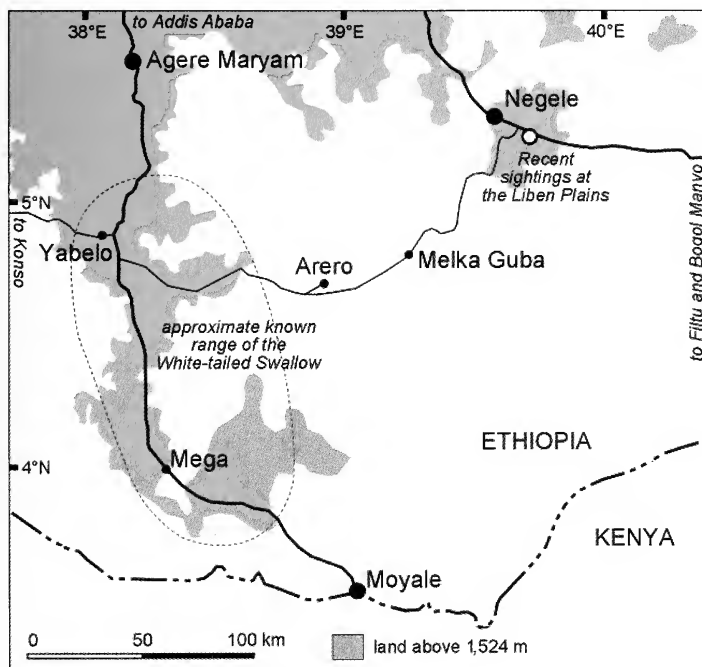 38°E
39°E
40°E
to Addis Ababa
Agere Maryam
Negele
Recent
sightings at
the Liben Plains
5°N
to Konso
Yabelo
Arero
Melka Guba
to Filtu and Bogol Manyo
approximate known
range of the
White-tailed Swallow
4°N
Mega
ETHIOPIA
KENYA
Moyale
0 50 100 km
land above 1,524 m